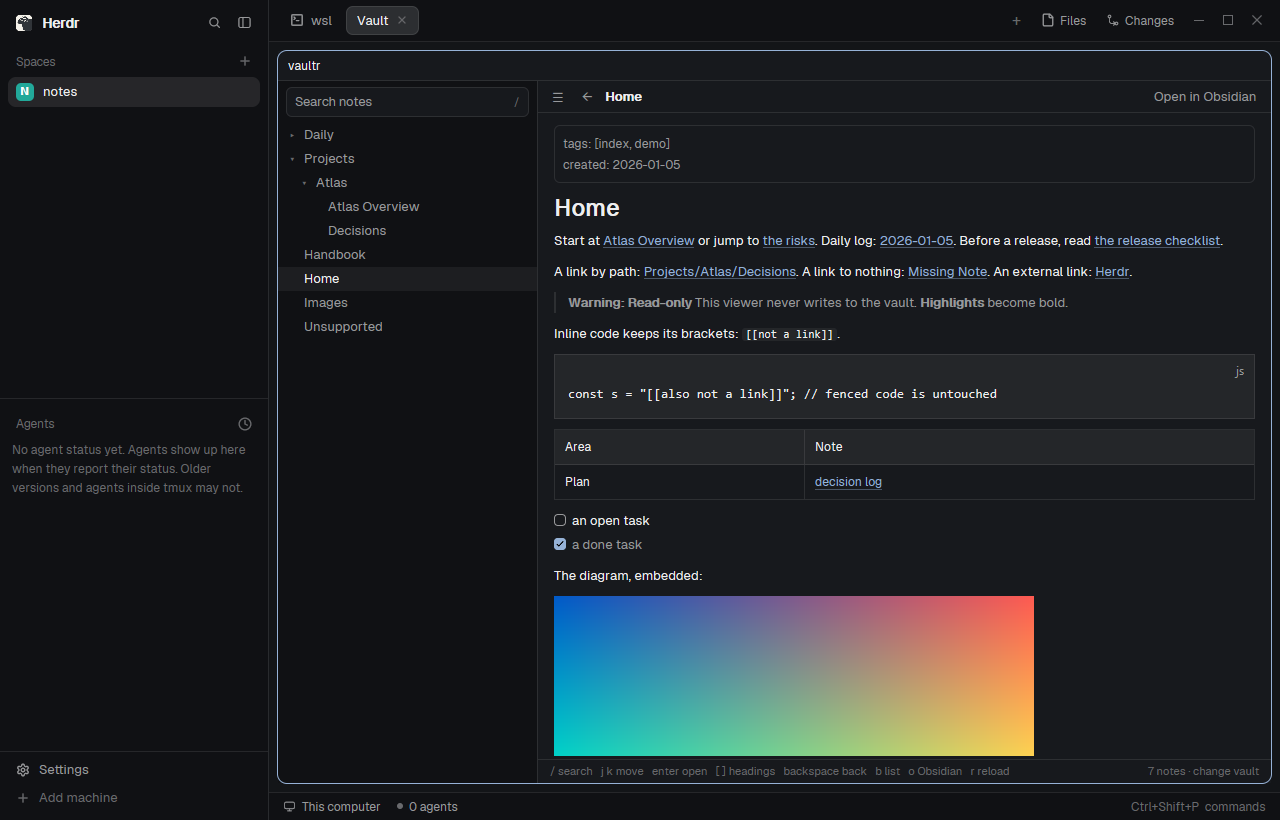 Herdr
Spaces
N notes
Agents
No agent status yet. Agents show up here
when they report their status. Older
versions and agents inside tmux may not.
Settings
Add machine
wsl
Vault
Files
Changes
vaultr
Search notes /
Daily
Projects
Atlas
Atlas Overview
Decisions
Handbook
Home
Images
Unsupported
Home
Open in Obsidian
tags: [index, demo]
created: 2026-01-05
Home
Start at Atlas Overview or jump to the risks. Daily log: 2026-01-05. Before a release, read the release checklist.
A link by path: Projects/Atlas/Decisions. A link to nothing: Missing Note. An external link: Herdr.
Warning: Read-only This viewer never writes to the vault. Highlights become bold.
Inline code keeps its brackets: [[not a link]].
js
const s = "[[also not a link]]"; // fenced code is untouched
Area Note
Plan decision log
an open task
a done task
The diagram, embedded:
/ search j k move enter open [ ] headings backspace back b list o Obsidian r reload
7 notes · change vault
This computer
0 agents
Ctrl+Shift+P commands